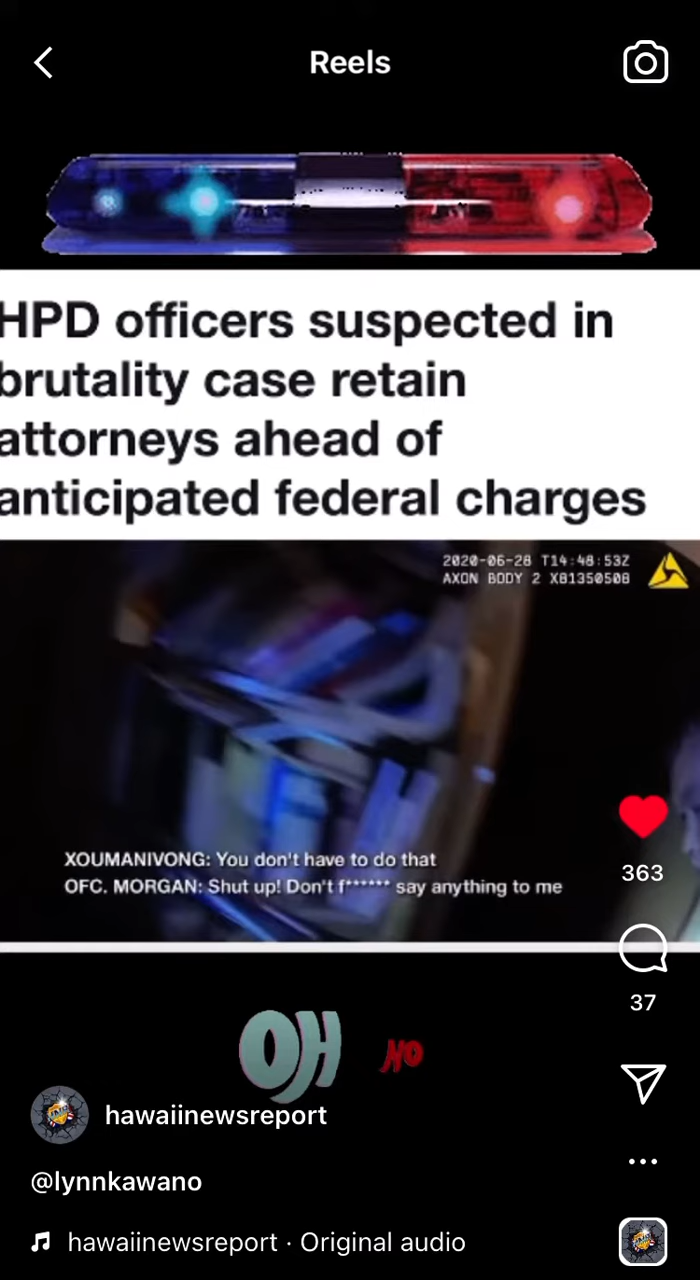 Reels
HPD officers suspected in
brutality case retain
attorneys ahead of
anticipated federal charges
2020-06-28 T14:48:53Z
AXON BODY 2 X81350508
XOUMANIVONG: You don't have to do that
OFC. MORGAN: Shut up! Don't f****** say anything to me
363
37
OH NO
hawaiinewsreport
@lynnkawano
hawaiinewsreport · Original audio